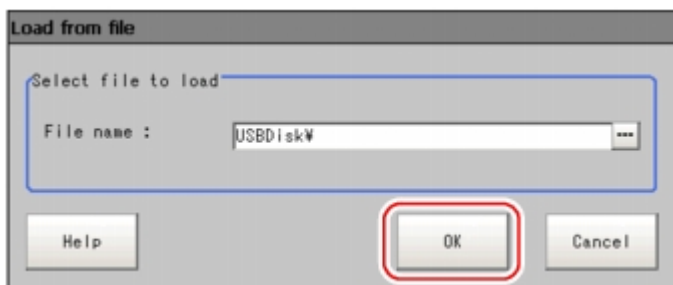 Load from file
Select file to load
File name :
USBDisk¥
...
Help
OK
Cancel